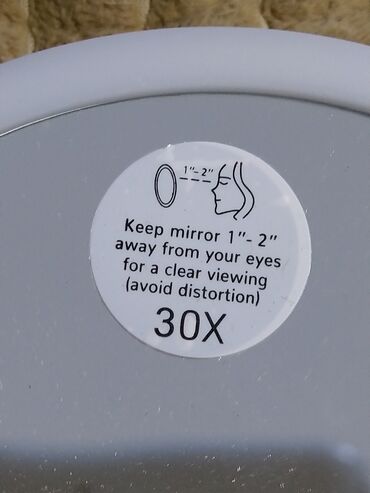 1"- 2"
Keep mirror 1"- 2"
away from your eyes
for a clear viewing
(avoid distortion)
30X